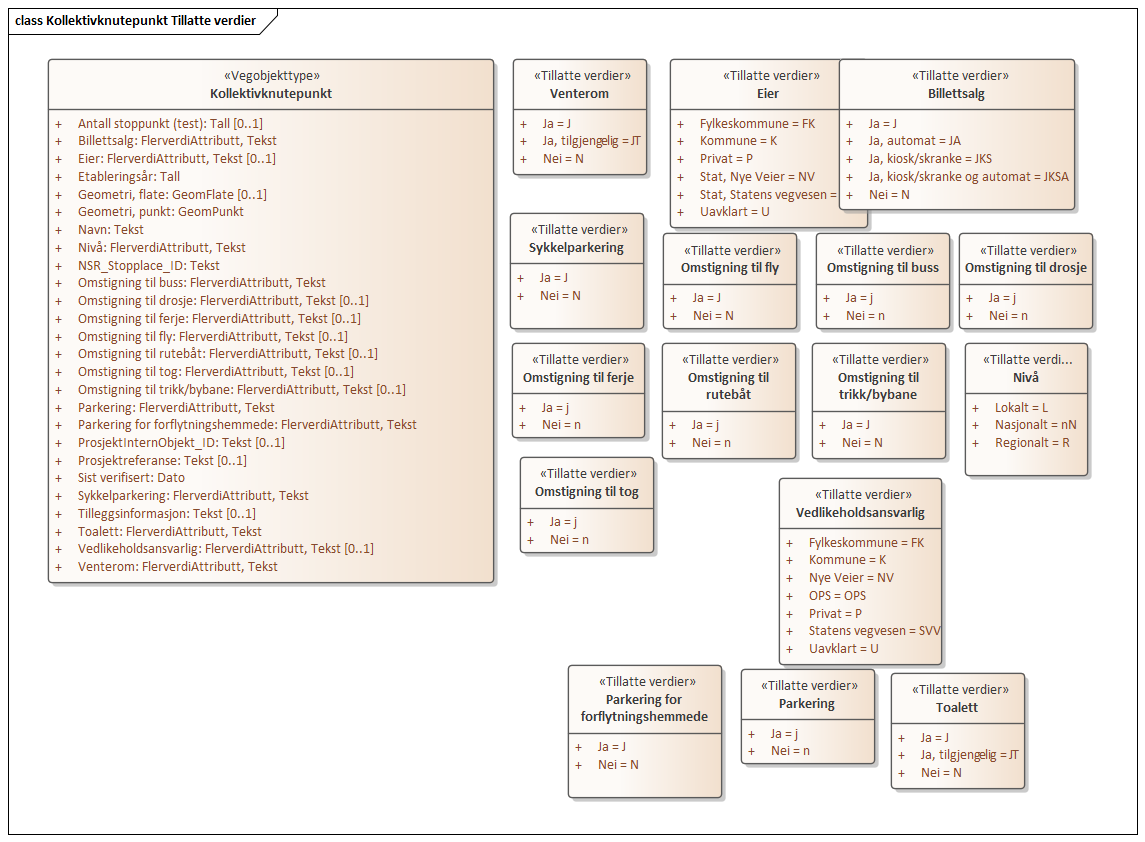 class Kollektivknutepunkt Tillatte verdier
«Vegobjekttype»
Kollektivknutepunkt
+ Antall stoppunkt (test): Tall [0..1]
+ Billettsalg: FlerverdiAttributt, Tekst
+ Eier: FlerverdiAttributt, Tekst [0..1]
+ Etableringsår: Tall
+ Geometri, flate: GeomFlate [0..1]
+ Geometri, punkt: GeomPunkt
+ Navn: Tekst
+ Nivå: FlerverdiAttributt, Tekst
+ NSR_Stopplace_ID: Tekst
+ Omstigning til buss: FlerverdiAttributt, Tekst
+ Omstigning til drosje: FlerverdiAttributt, Tekst [0..1]
+ Omstigning til ferje: FlerverdiAttributt, Tekst [0..1]
+ Omstigning til fly: FlerverdiAttributt, Tekst [0..1]
+ Omstigning til rutebåt: FlerverdiAttributt, Tekst [0..1]
+ Omstigning til tog: FlerverdiAttributt, Tekst [0..1]
+ Omstigning til trikk/bybane: FlerverdiAttributt, Tekst [0..1]
+ Parkering: FlerverdiAttributt, Tekst
+ Parkering for forflytningshemmede: FlerverdiAttributt, Tekst
+ ProsjektInternObjekt_ID: Tekst [0..1]
+ Prosjektreferanse: Tekst [0..1]
+ Sist verifisert: Dato
+ Sykkelparkering: FlerverdiAttributt, Tekst
+ Tilleggsinformasjon: Tekst [0..1]
+ Toalett: FlerverdiAttributt, Tekst
+ Vedlikeholdsansvarlig: FlerverdiAttributt, Tekst [0..1]
+ Venterom: FlerverdiAttributt, Tekst
«Tillatte verdier»
Venterom
+ Ja = J
+ Ja, tilgjengelig = JT
+ Nei = N
«Tillatte verdier»
Eier
+ Fylkeskommune = FK
+ Kommune = K
+ Privat = P
+ Stat, Nye Veier = NV
+ Stat, Statens vegvesen =
+ Uavklart = U
«Tillatte verdier»
Billettsalg
+ Ja = J
+ Ja, automat = JA
+ Ja, kiosk/skranke = JKS
+ Ja, kiosk/skranke og automat = JKSA
+ Nei = N
«Tillatte verdier»
Sykkelparkering
+ Ja = J
+ Nei = N
«Tillatte verdier»
Omstigning til fly
+ Ja = J
+ Nei = N
«Tillatte verdier»
Omstigning til buss
+ Ja = j
+ Nei = n
«Tillatte verdier»
Omstigning til drosje
+ Ja = j
+ Nei = n
«Tillatte verdier»
Omstigning til ferje
+ Ja = j
+ Nei = n
«Tillatte verdier»
Omstigning til
rutebåt
+ Ja = j
+ Nei = n
«Tillatte verdier»
Omstigning til
trikk/bybane
+ Ja = J
+ Nei = N
«Tillatte verdi...
Nivå
+ Lokalt = L
+ Nasjonalt = nN
+ Regionalt = R
«Tillatte verdier»
Omstigning til tog
+ Ja = j
+ Nei = n
«Tillatte verdier»
Vedlikeholdsansvarlig
+ Fylkeskommune = FK
+ Kommune = K
+ Nye Veier = NV
+ OPS = OPS
+ Privat = P
+ Statens vegvesen = SVV
+ Uavklart = U
«Tillatte verdier»
Parkering for
forflytningshemmede
+ Ja = J
+ Nei = N
«Tillatte verdier»
Parkering
+ Ja = j
+ Nei = n
«Tillatte verdier»
Toalett
+ Ja = J
+ Ja, tilgjengelig = JT
+ Nei = N